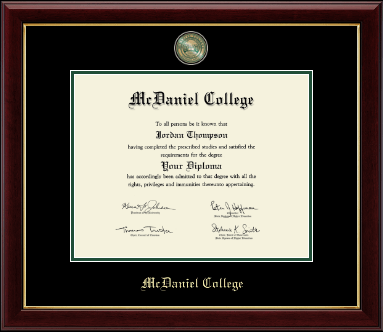 McDaniel College
To all persons be it known that
Jordan Thompson
having completed the prescribed studies and satisfied the
requirements for the degree
Your Diploma
has accordingly been admitted to that degree with all the
rights, privileges and immunities thereunto appertaining.
McDaniel College